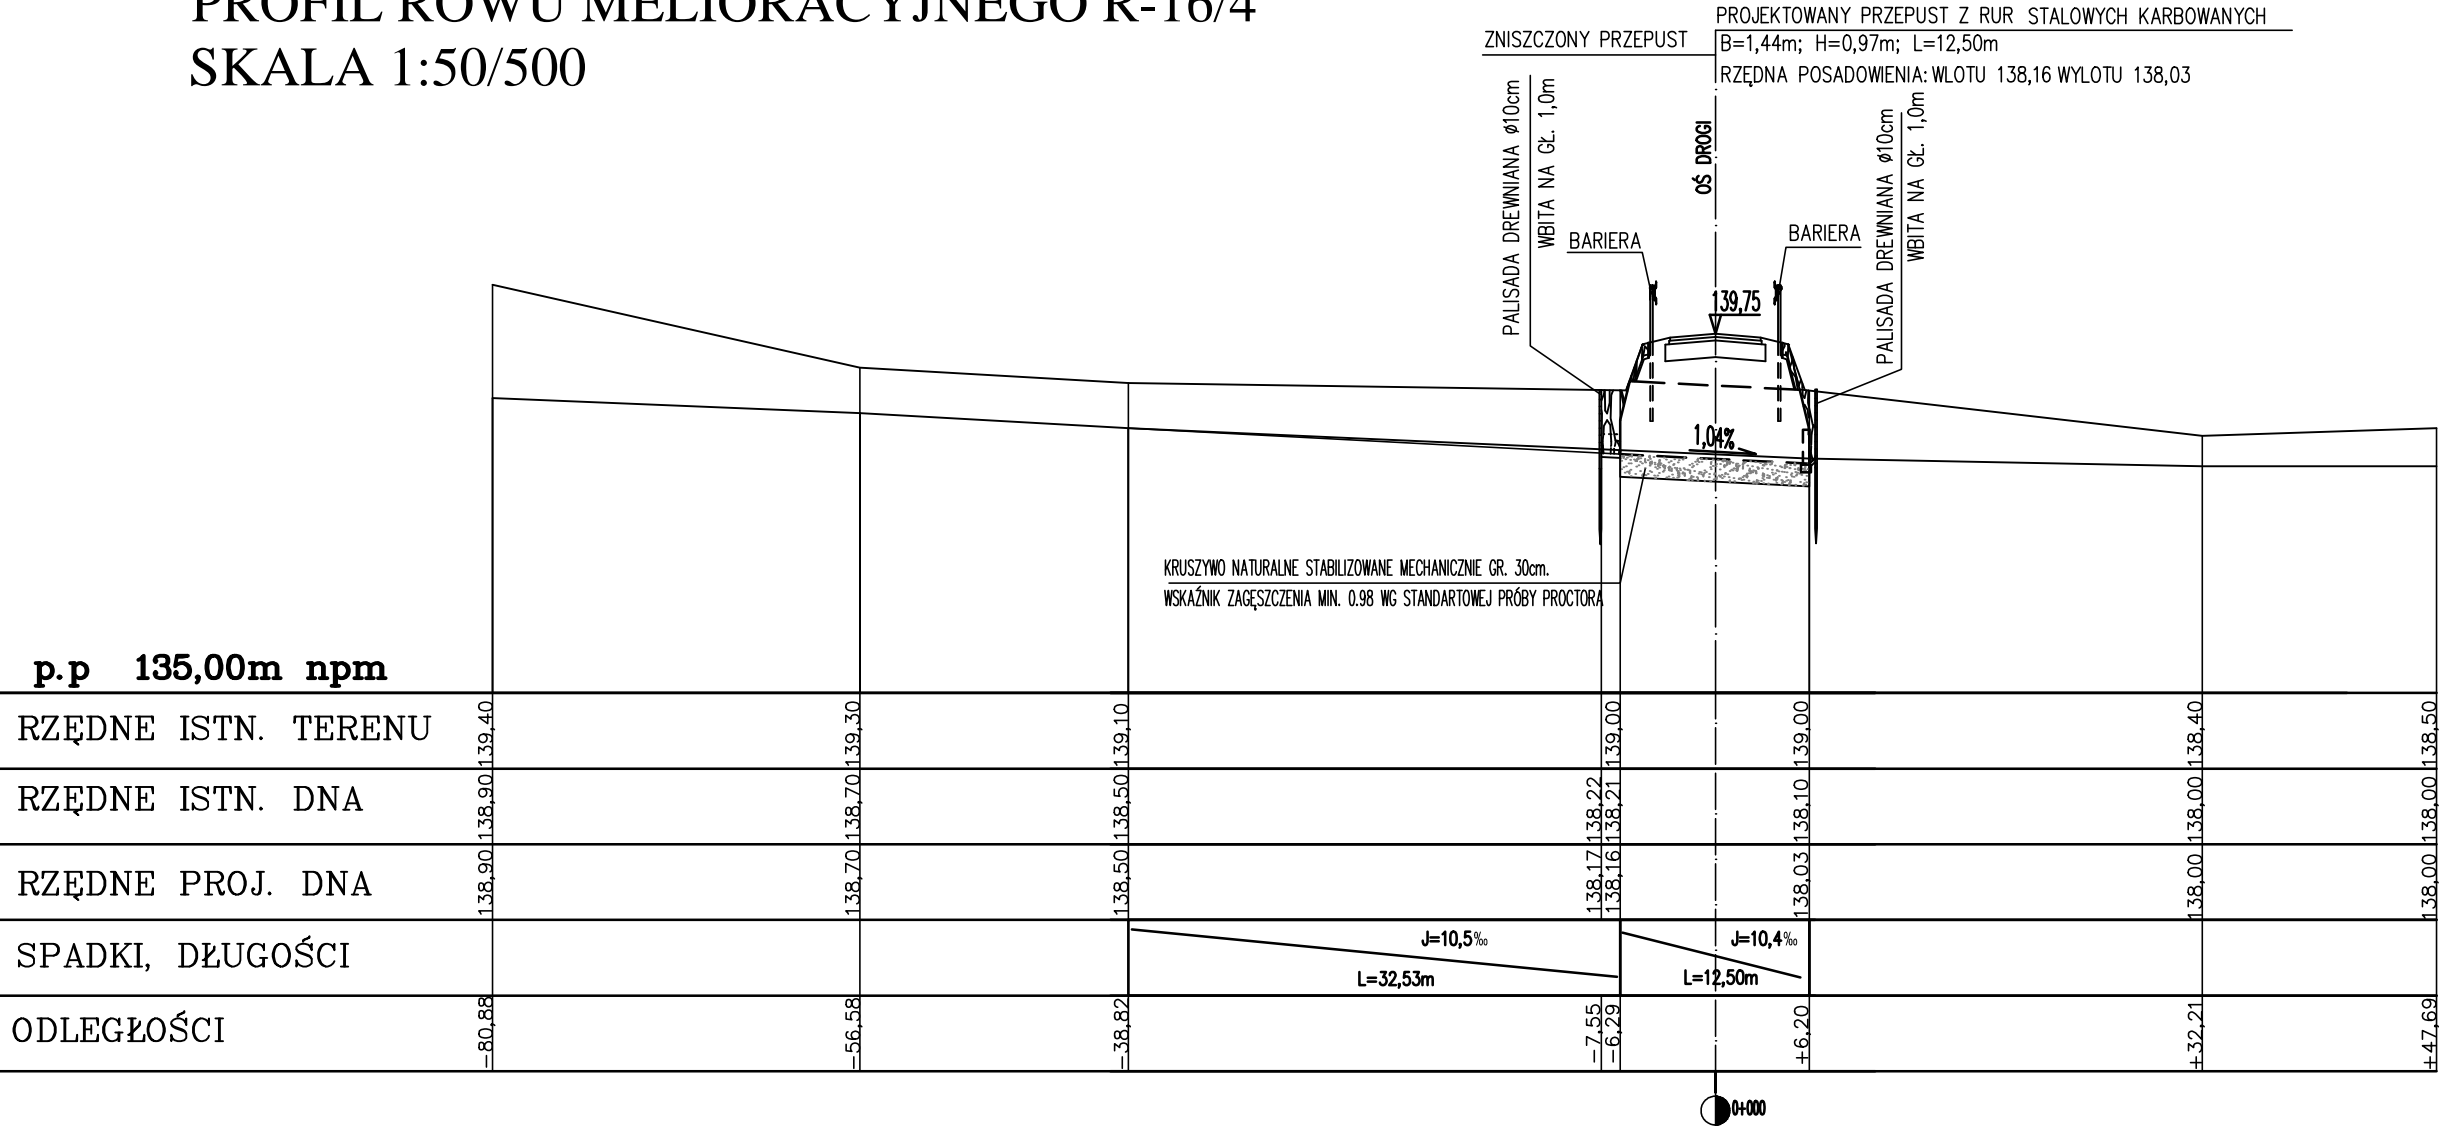 PROFIL ROWU MELIORACYJNEGO R-16/4
SKALA 1:50/500
PROJEKTOWANY PRZEPUST Z RUR STALOWYCH KARBOWANYCH
ZNISZCZONY PRZEPUST
B=1,44m; H=0,97m; L=12,50m
RZĘDNA POSADOWIENIA: WLOTU 138,16 WYLOTU 138,03
PALISADA DREWNIANA ø10cm
WBITA NA GŁ. 1,0m
OŚ DROGI
PALISADA DREWNIANA ø10cm
WBITA NA GŁ. 1,0m
BARIERA
BARIERA
139,75
1,04%
KRUSZYWO NATURALNE STABILIZOWANE MECHANICZNIE GR. 30cm.
WSKAŹNIK ZAGĘSZCZENIA MIN. 0.98 WG STANDARTOWEJ PRÓBY PROCTORA
p.p 135,00m npm
RZĘDNE ISTN. TERENU 139,40 139,30 139,10 139,00 139,00 138,40 138,50
RZĘDNE ISTN. DNA 138,90 138,70 138,50 138,22 138,21 138,10 138,00 138,00
RZĘDNE PROJ. DNA 138,90 138,70 138,50 138,17 138,16 138,03 138,00 138,00
SPADKI, DŁUGOŚCI J=10,5‰ L=32,53m J=10,4‰ L=12,50m
ODLEGŁOŚCI -80,88 -56,58 -38,82 -7,55 -6,29 +6,20 +32,21 +47,69
0+000